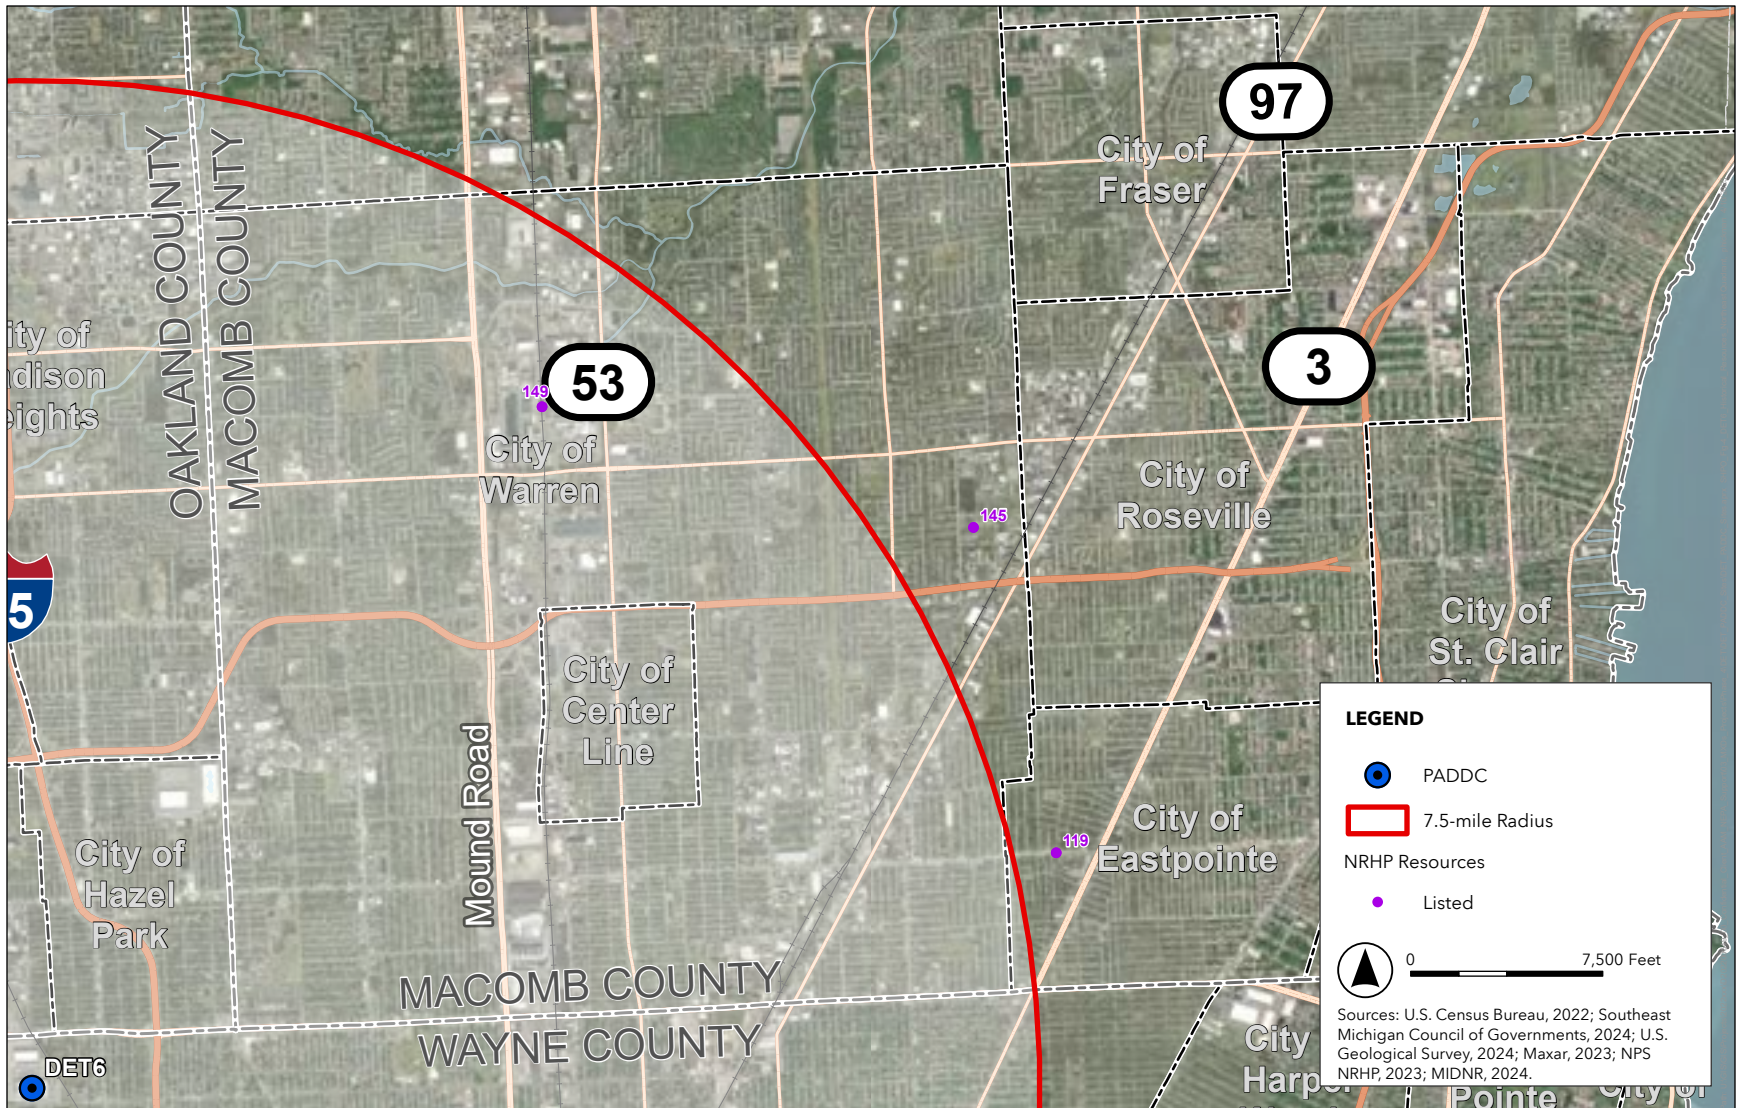 97
City of
Fraser
OAKLAND COUNTY
MACOMB COUNTY
ity of
dison
eights
53
149
3
City of
Warren
City of
Roseville
145
5
City of
St. Clair
City of
Center
Line
Mound Road
City of
Eastpointe
119
City of
Hazel
Park
MACOMB COUNTY
WAYNE COUNTY
DET6
City
Harper
Pointe
City of
LEGEND
PADDC
7.5-mile Radius
NRHP Resources
Listed
0 7,500 Feet
Sources: U.S. Census Bureau, 2022; Southeast
Michigan Council of Governments, 2024; U.S.
Geological Survey, 2024; Maxar, 2023; NPS
NRHP, 2023; MIDNR, 2024.